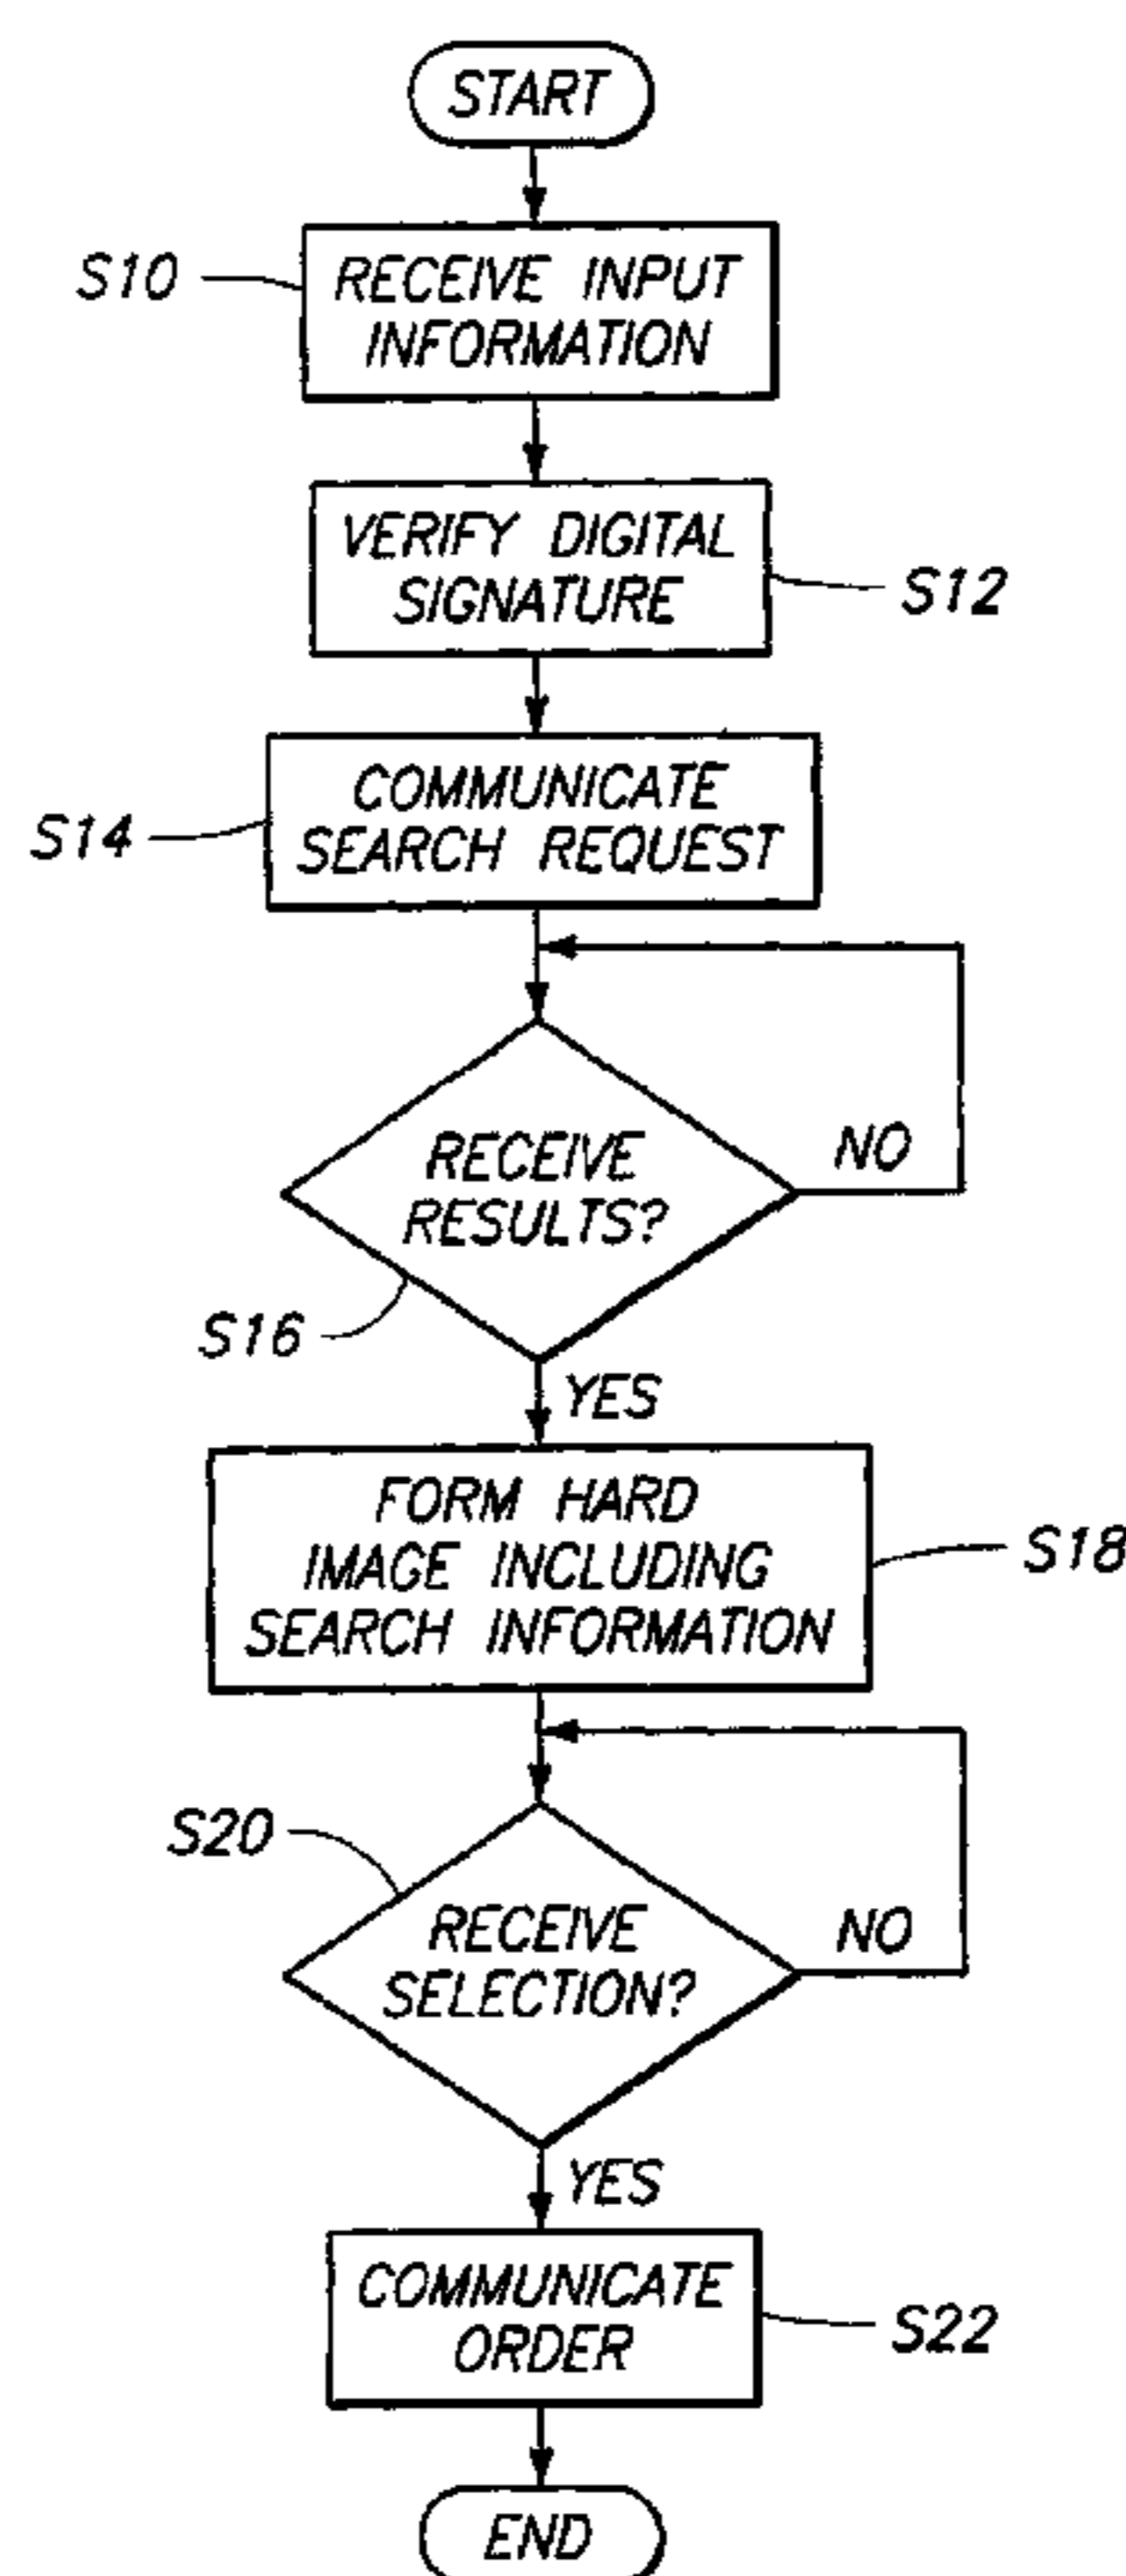 START
S10
RECEIVE INPUT
INFORMATION
VERIFY DIGITAL
SIGNATURE
S12
COMMUNICATE
SEARCH REQUEST
S14
RECEIVE
RESULTS?
NO
S16
YES
FORM HARD
IMAGE INCLUDING
SEARCH INFORMATION
S18
S20
RECEIVE
SELECTION?
NO
YES
COMMUNICATE
ORDER
S22
END